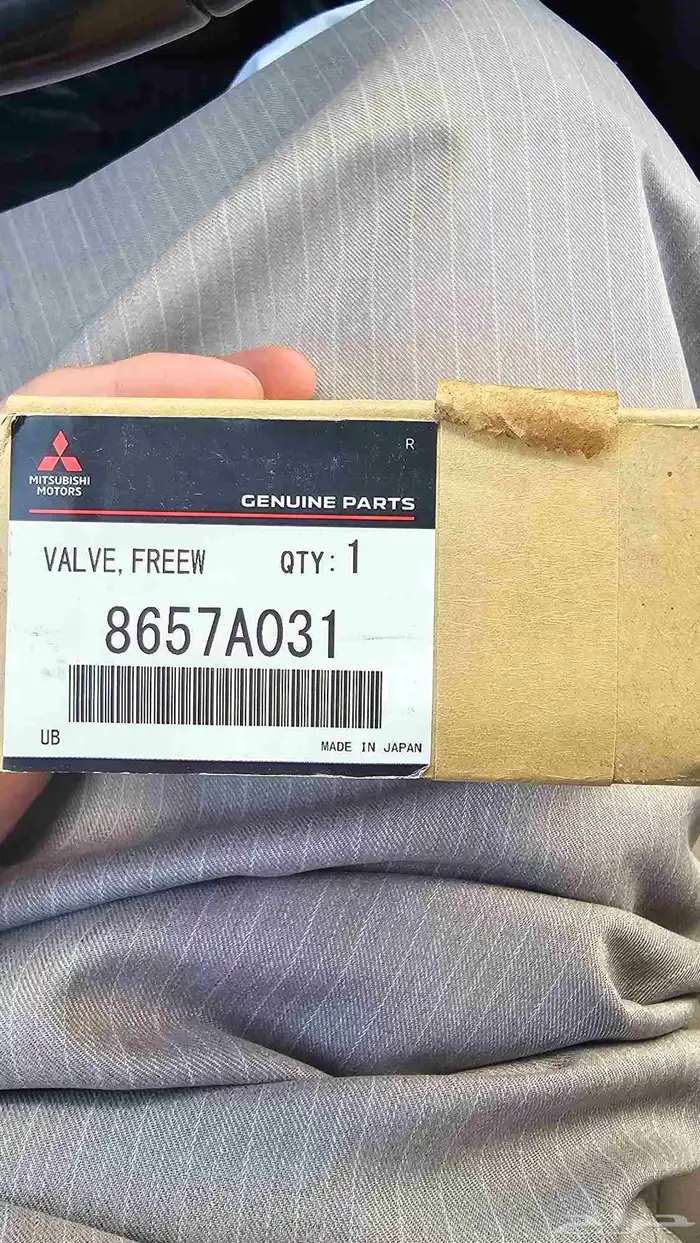 MITSUBISHI
MOTORS
R
GENUINE PARTS
VALVE, FREEW QTY: 1
8657A031
UB
MADE IN JAPAN